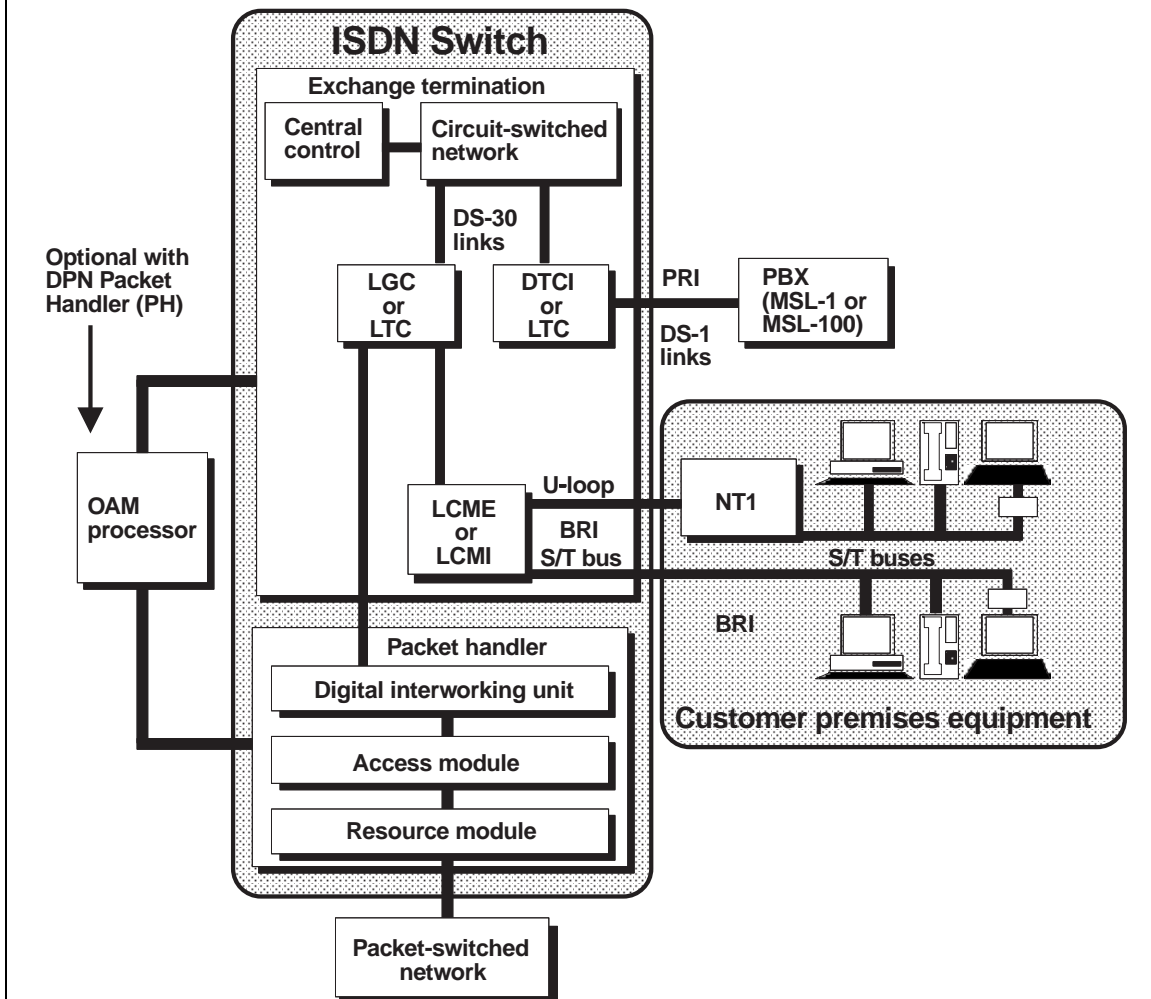 ISDN Switch
Exchange termination
Central
control
Circuit-switched
network
DS-30
links
Optional with
DPN Packet
Handler (PH)
LGC
or
LTC
DTCI
or
LTC
PRI
DS-1
links
PBX
(MSL-1 or
MSL-100)
OAM
processor
LCME
or
LCMI
U-loop
BRI
S/T bus
NT1
S/T buses
BRI
Customer premises equipment
Packet handler
Digital interworking unit
Access module
Resource module
Packet-switched
network